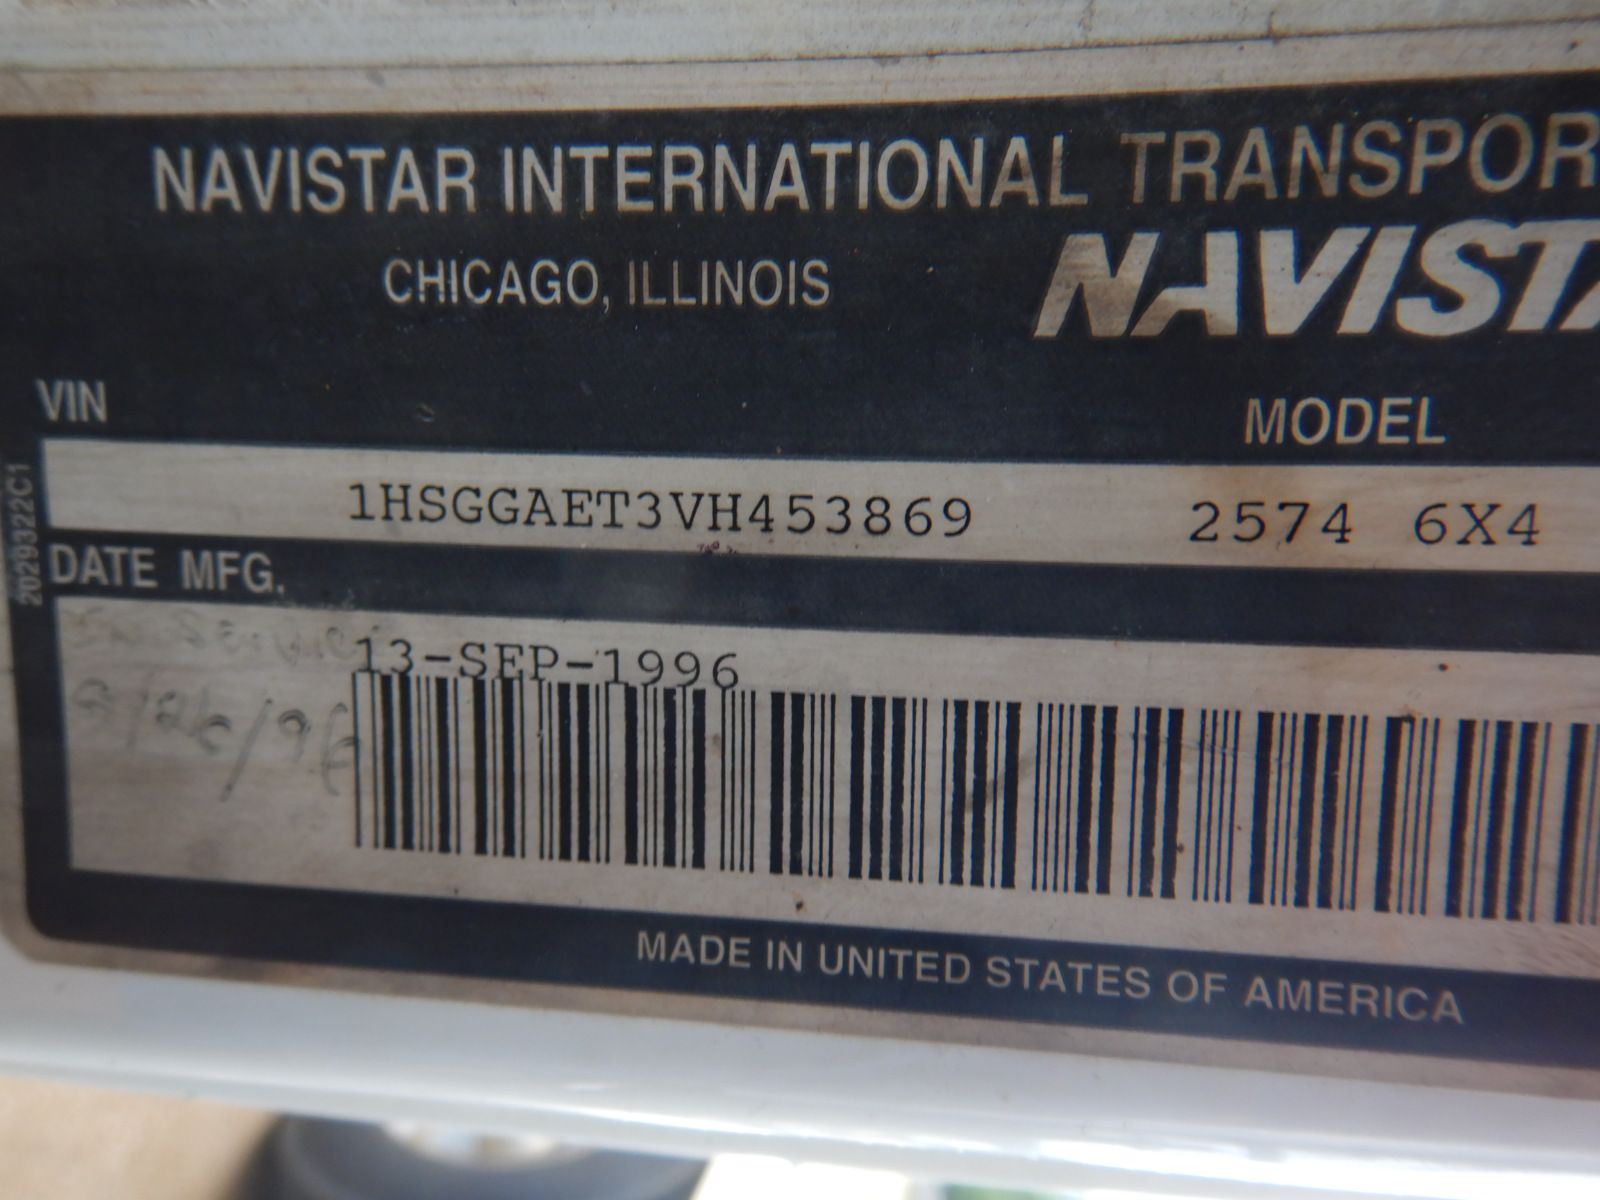 NAVISTAR INTERNATIONAL TRANSPOR
CHICAGO, ILLINOIS
NAVISTA
VIN
MODEL
1HSGGAET3VH453869
2574 6X4
2029322C1
DATE MFG.
13-SEP-1996
MADE IN UNITED STATES OF AMERICA